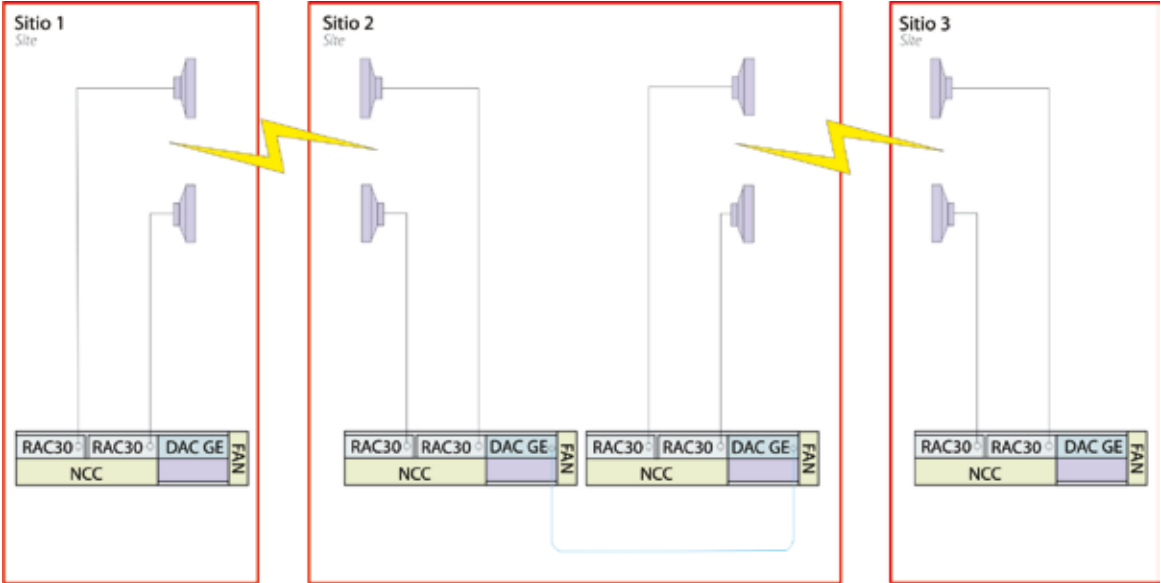 Sitio 1
Site
Sitio 2
Site
Sitio 3
Site
RAC30 RAC30 DAC GE FAN
NCC
RAC30 RAC30 DAC GE FAN
NCC
RAC30 RAC30 DAC GE FAN
NCC
RAC30 RAC30 DAC GE FAN
NCC